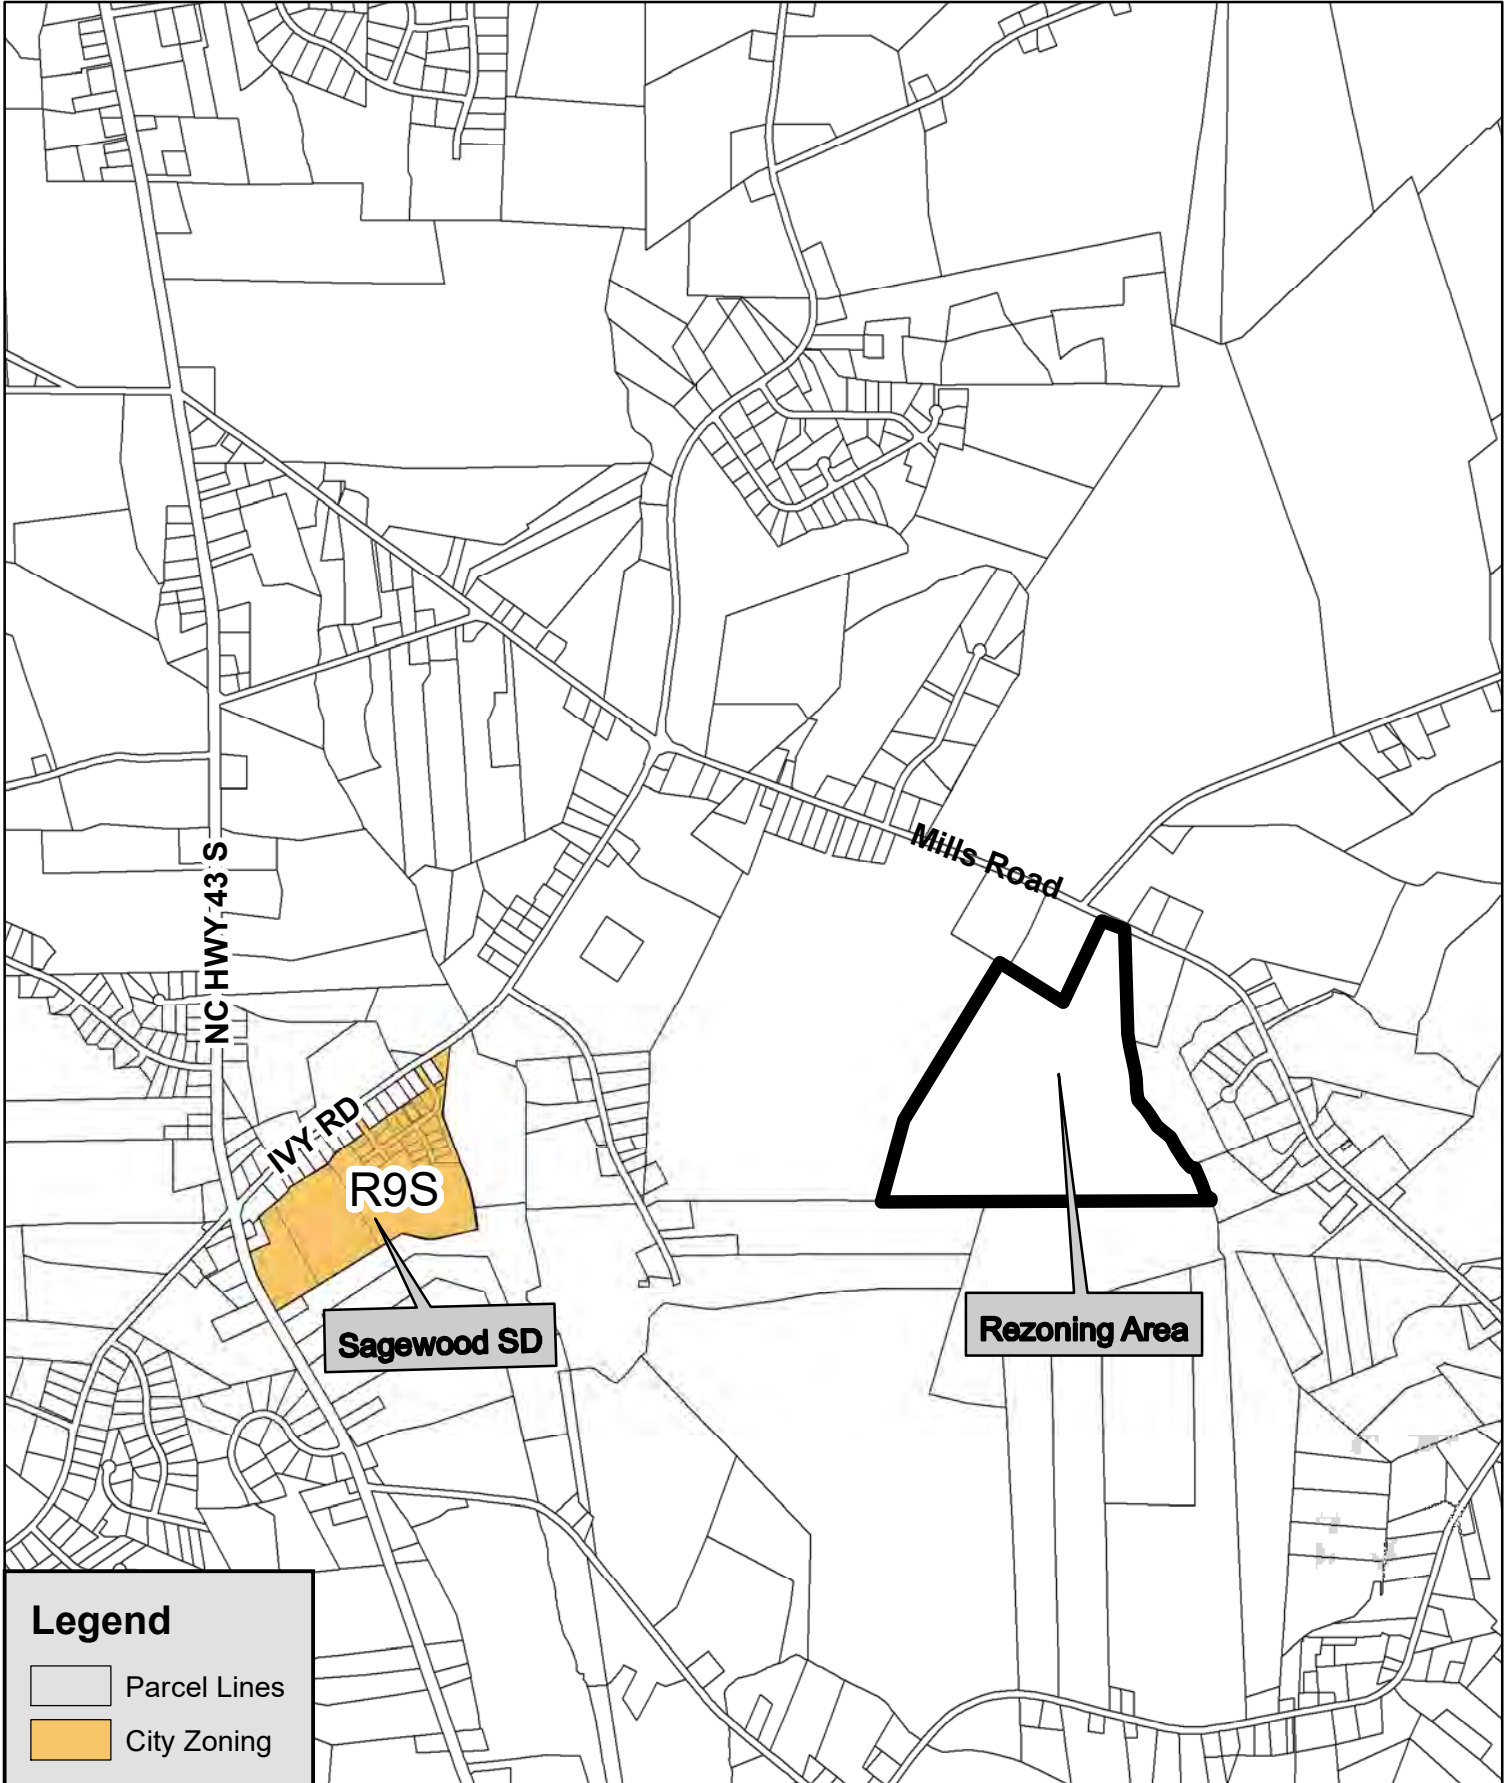 Mills Road
NC HWY 43 S
IVY RD
R9S
Sagewood SD
Rezoning Area
Legend
Parcel Lines
City Zoning